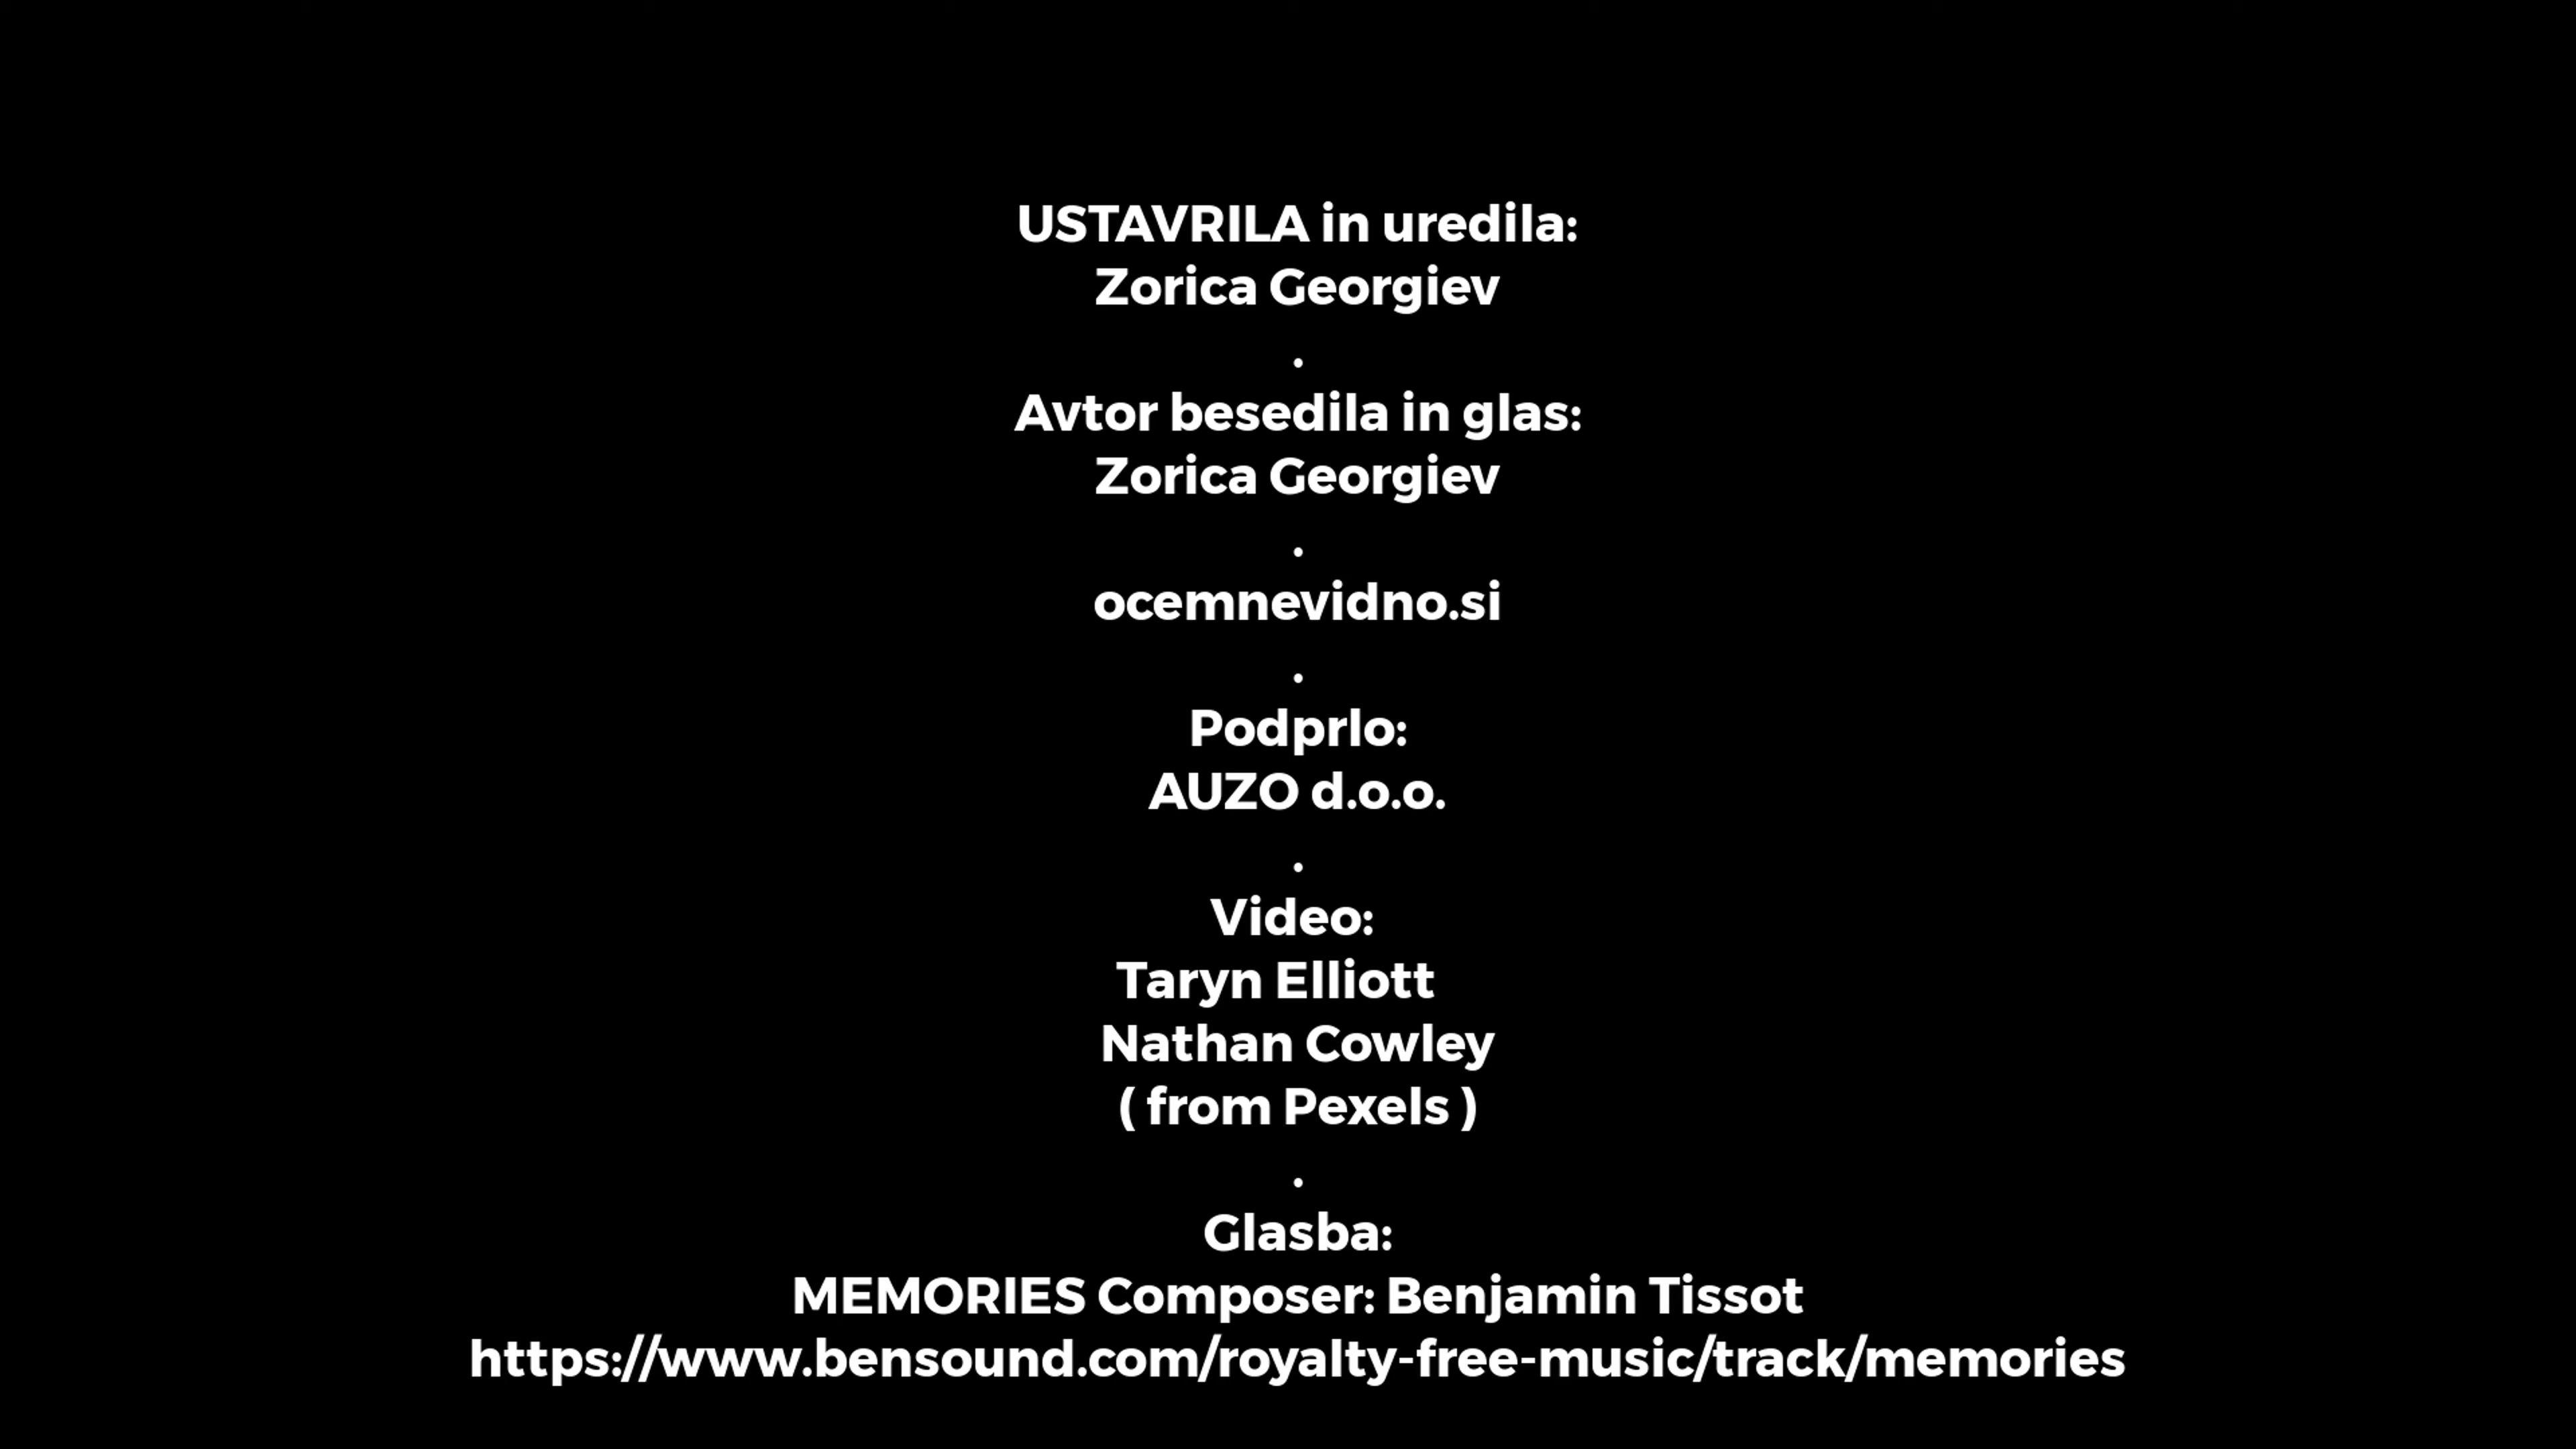 USTAVRILA in uredila:
Zorica Georgiev
.
Avtor besedila in glas:
Zorica Georgiev
.
ocemnevidno.si
.
Podprlo:
AUZO d.o.o.
.
Video:
Taryn Elliott
Nathan Cowley
( from Pexels )
.
Glasba:
MEMORIES Composer: Benjamin Tissot
https://www.bensound.com/royalty-free-music/track/memories